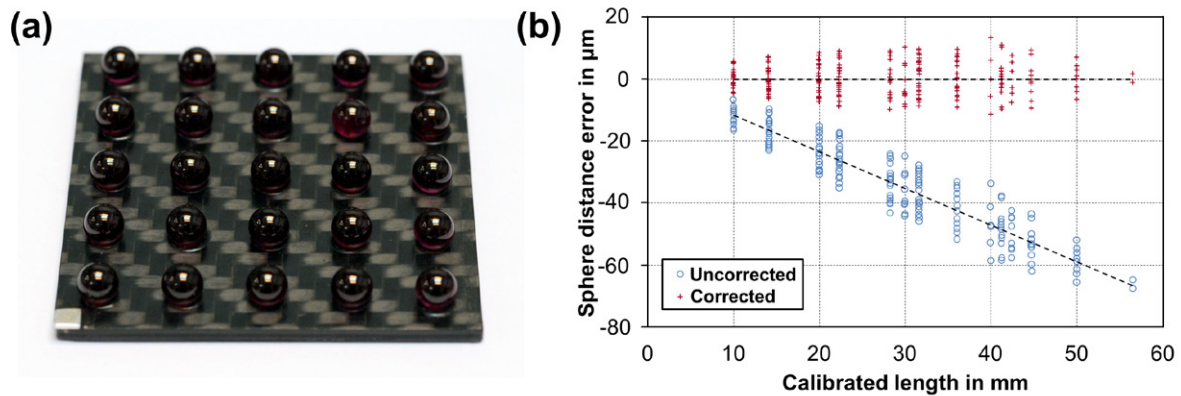 (a)
(b)
Sphere distance error in µm
20
0
-20
-40
-60
-80
Uncorrected
Corrected
0
10
20
30
40
50
60
Calibrated length in mm